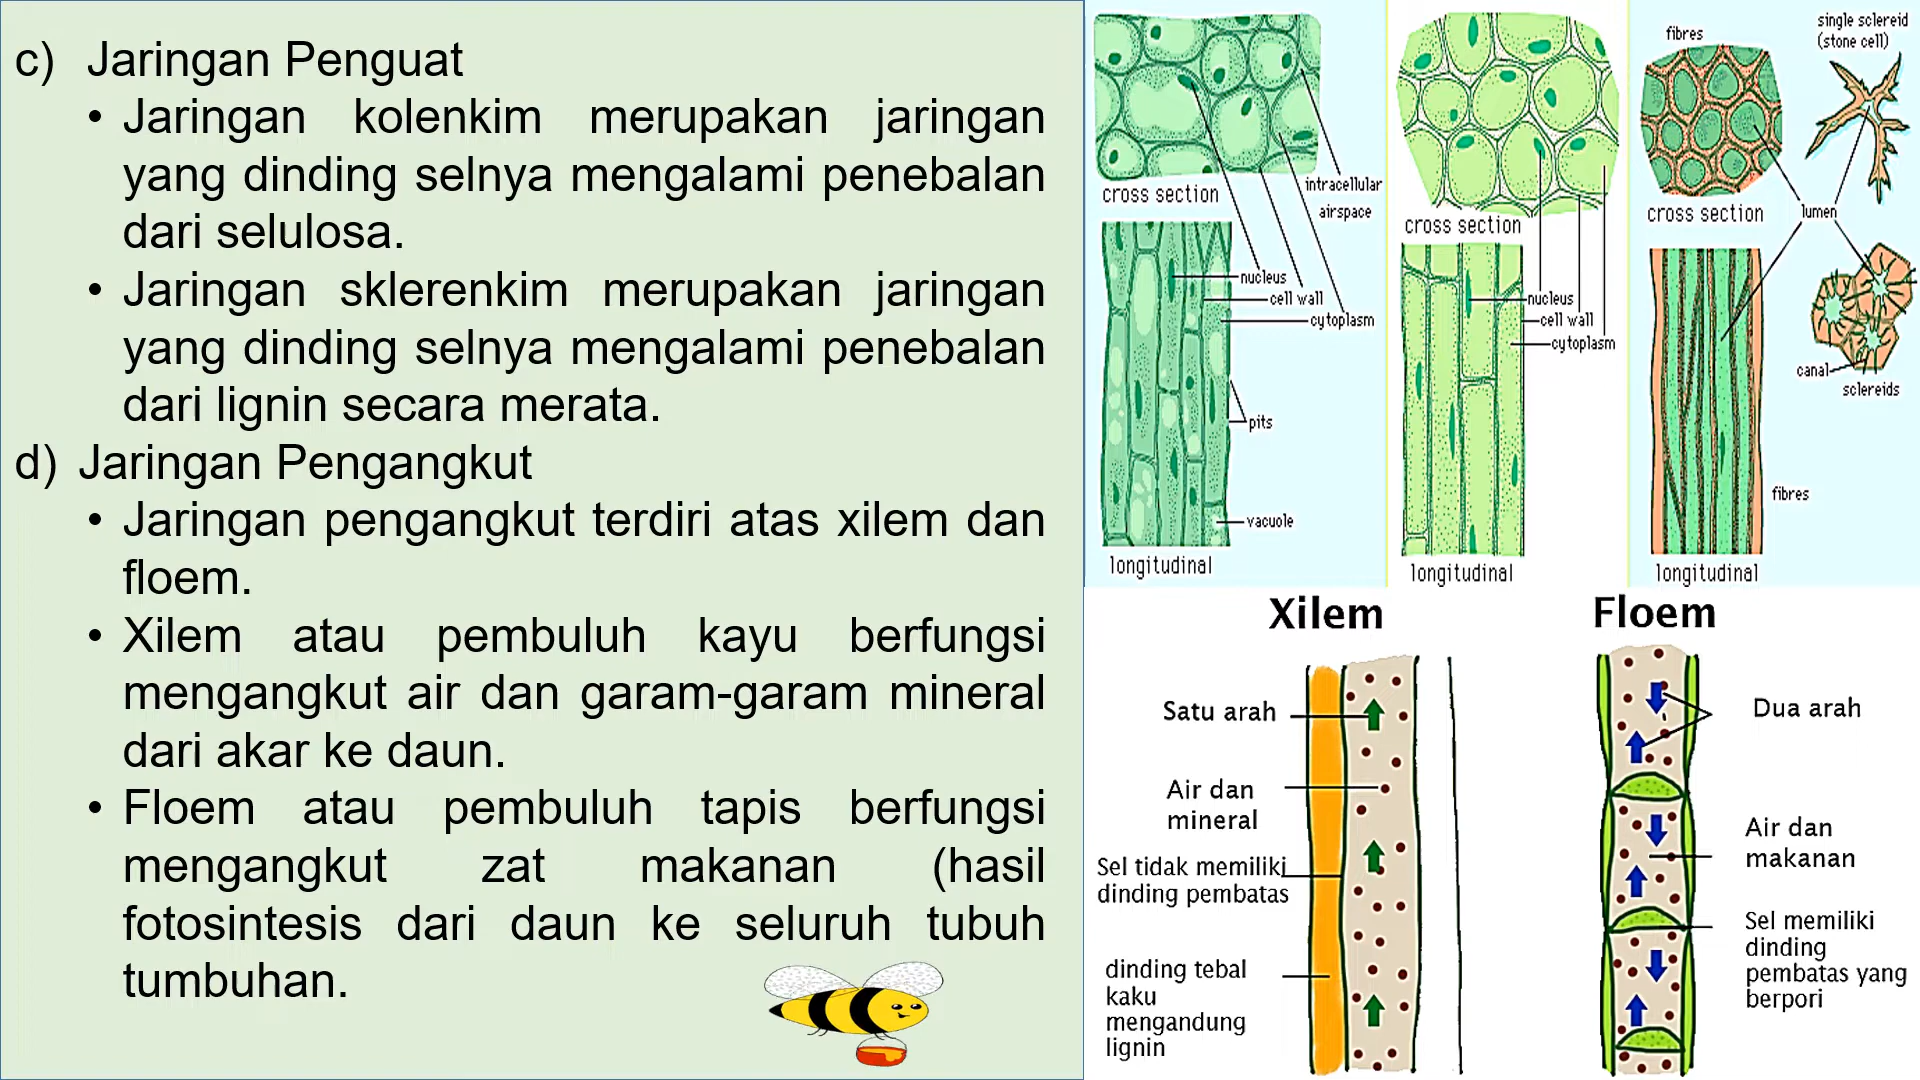 c) Jaringan Penguat
• Jaringan kolenkim merupakan jaringan
yang dinding selnya mengalami penebalan
dari selulosa.
• Jaringan sklerenkim merupakan jaringan
yang dinding selnya mengalami penebalan
dari lignin secara merata.
d) Jaringan Pengangkut
• Jaringan pengangkut terdiri atas xilem dan
floem.
• Xilem atau pembuluh kayu berfungsi
mengangkut air dan garam-garam mineral
dari akar ke daun.
• Floem atau pembuluh tapis berfungsi
mengangkut zat makanan (hasil
fotosintesis dari daun ke seluruh tubuh
tumbuhan.
cross section
intracellular
airspace
nucleus
cell wall
cytoplasm
pits
vacuole
longitudinal
cross section
nucleus
cell wall
cytoplasm
longitudinal
fibres
single sclereid
(stone cell)
cross section
lumen
canal
sclereids
fibres
longitudinal
Xilem
Satu arah
Air dan
mineral
Sel tidak memiliki
dinding pembatas
dinding tebal
kaku
mengandung
lignin
Floem
Dua arah
Air dan
makanan
Sel memiliki
dinding
pembatas yang
berpori